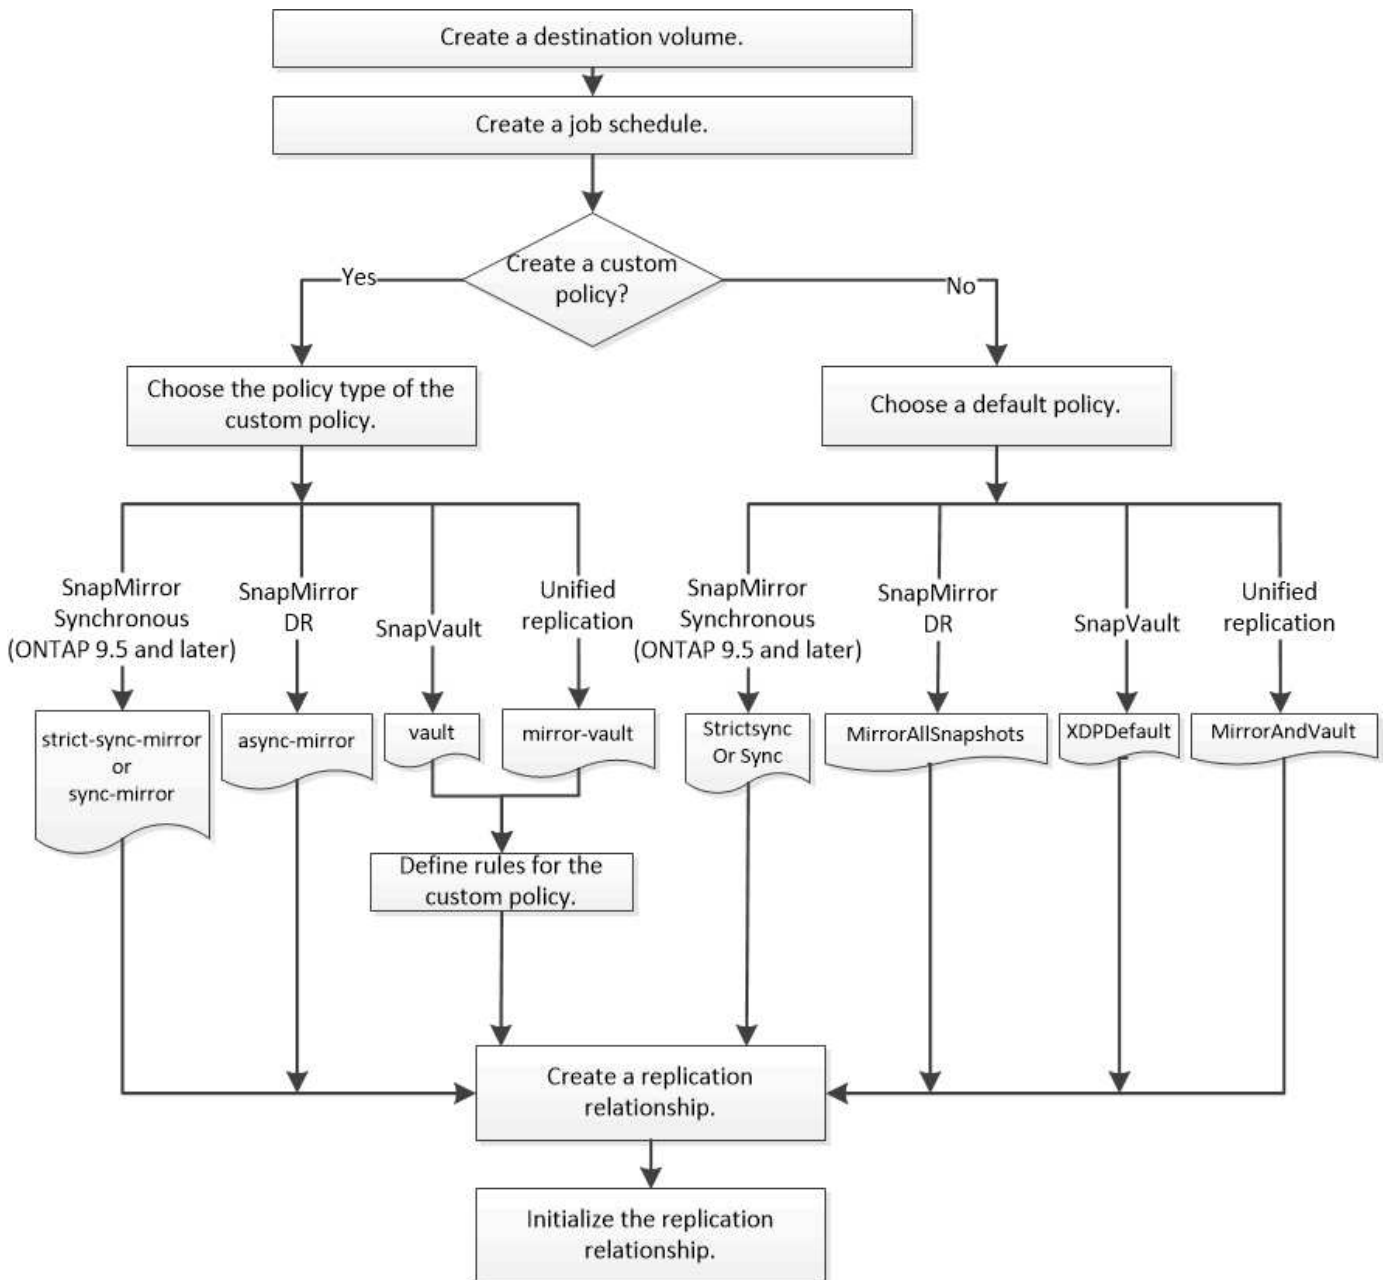 Create a destination volume.
Create a job schedule.
Create a custom
policy?
Yes
No
Choose the policy type of the
custom policy.
Choose a default policy.
SnapMirror
Synchronous
(ONTAP 9.5 and later)
SnapMirror
DR
SnapVault
Unified
replication
SnapMirror
Synchronous
(ONTAP 9.5 and later)
SnapMirror
DR
SnapVault
Unified
replication
strict-sync-mirror
or
sync-mirror
async-mirror
vault
mirror-vault
Strictsync
Or Sync
MirrorAllSnapshots
XDPDefault
MirrorAndVault
Define rules for the
custom policy.
Create a replication
relationship.
Initialize the replication
relationship.